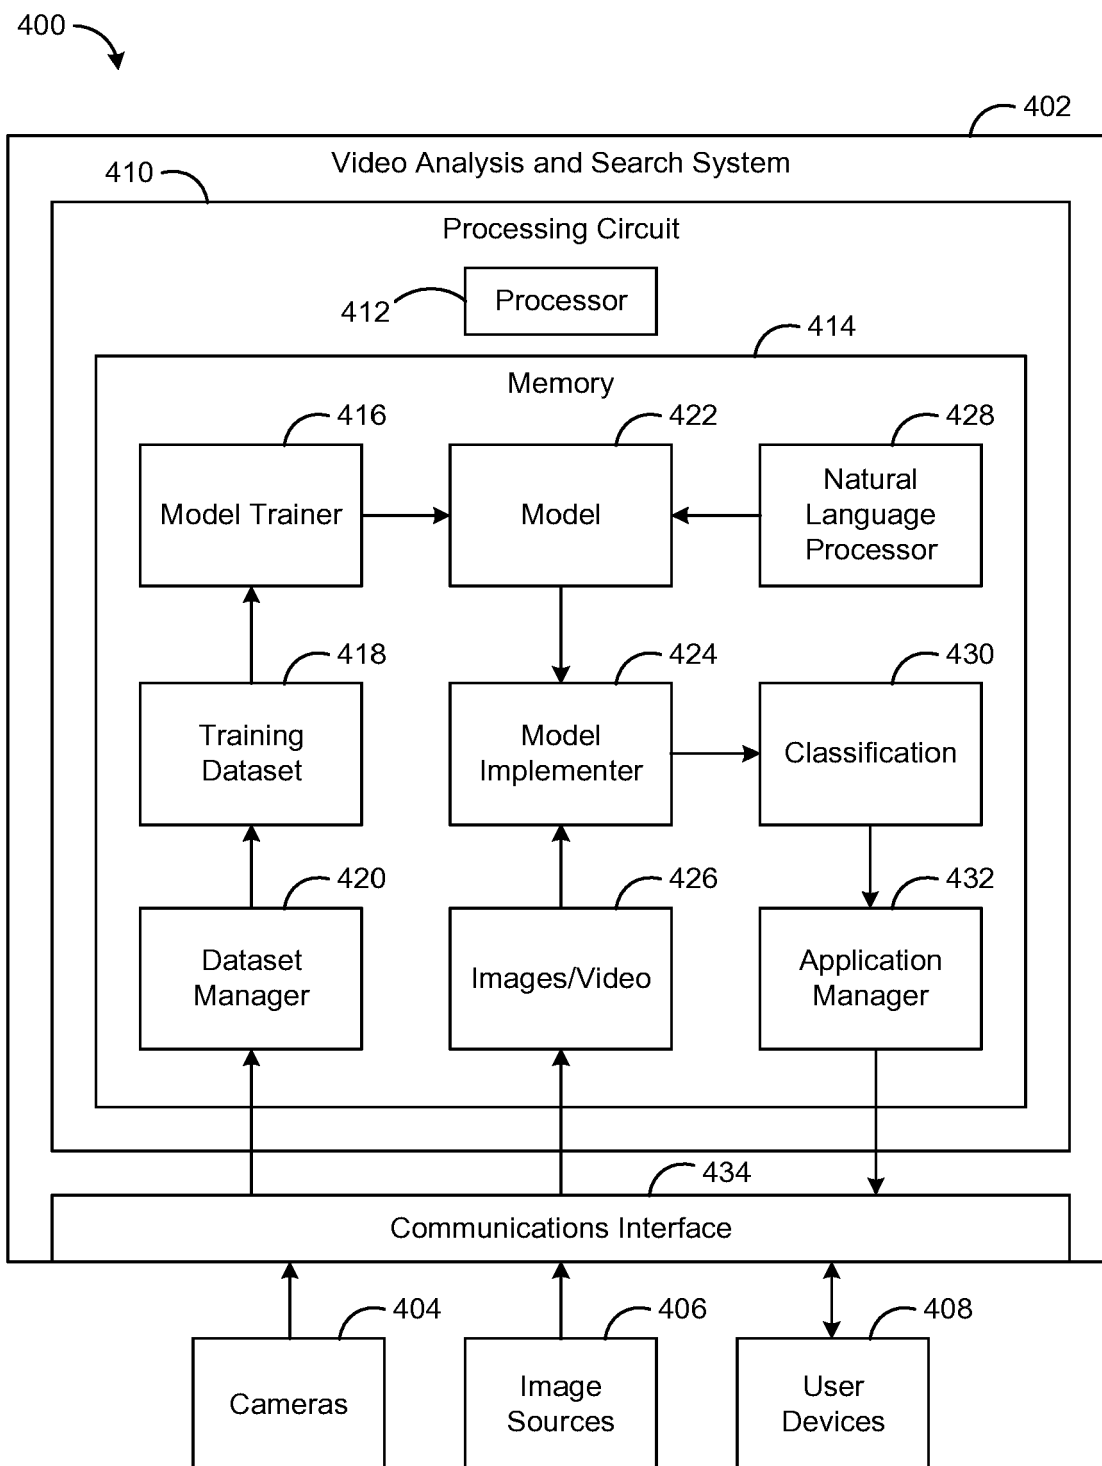 400
402
Video Analysis and Search System
410
Processing Circuit
Processor
412
414
Memory
416
422
428
Model Trainer
Model
Natural
Language
Processor
418
424
430
Training
Dataset
Model
Implementer
Classification
420
426
432
Dataset
Manager
Images/Video
Application
Manager
434
Communications Interface
404
406
408
Cameras
Image
Sources
User
Devices